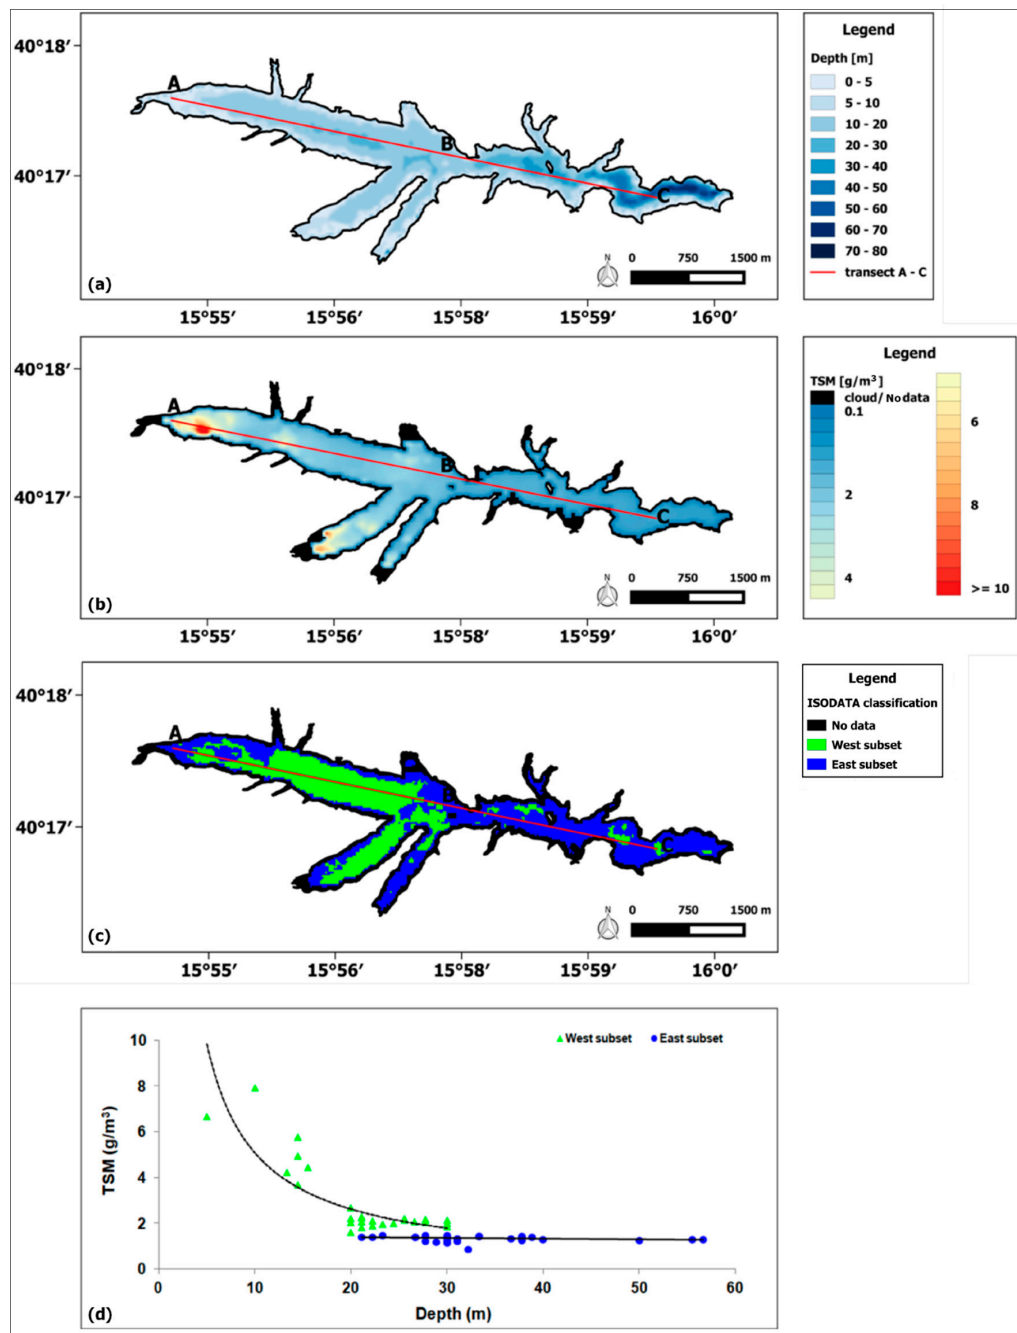 Legend
Depth [m]
0 - 5
5 - 10
10 - 20
20 - 30
30 - 40
40 - 50
50 - 60
60 - 70
70 - 80
transect A - C
40°18′
40°17′
A
B
C
N
0 750 1500 m
(a)
15°55′ 15°56′ 15°58′ 15°59′ 16°0′
Legend
TSM [g/m³]
cloud/ No data
0.1
2
4
6
8
>= 10
40°18′
40°17′
A
B
C
N
0 750 1500 m
(b)
15°55′ 15°56′ 15°58′ 15°59′ 16°0′
Legend
ISODATA classification
No data
West subset
East subset
40°18′
40°17′
A
B
C
N
0 750 1500 m
(c)
15°55′ 15°56′ 15°58′ 15°59′ 16°0′
West subset East subset
TSM (g/m³)
10
8
6
4
2
0
0 10 20 30 40 50 60
Depth (m)
(d)